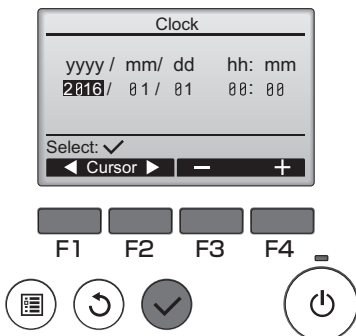 Clock
yyyy / mm/ dd hh: mm
2016 / 01 / 01 00: 00
Select: ✓
◀ Cursor ▶ − +
F1 F2 F3 F4